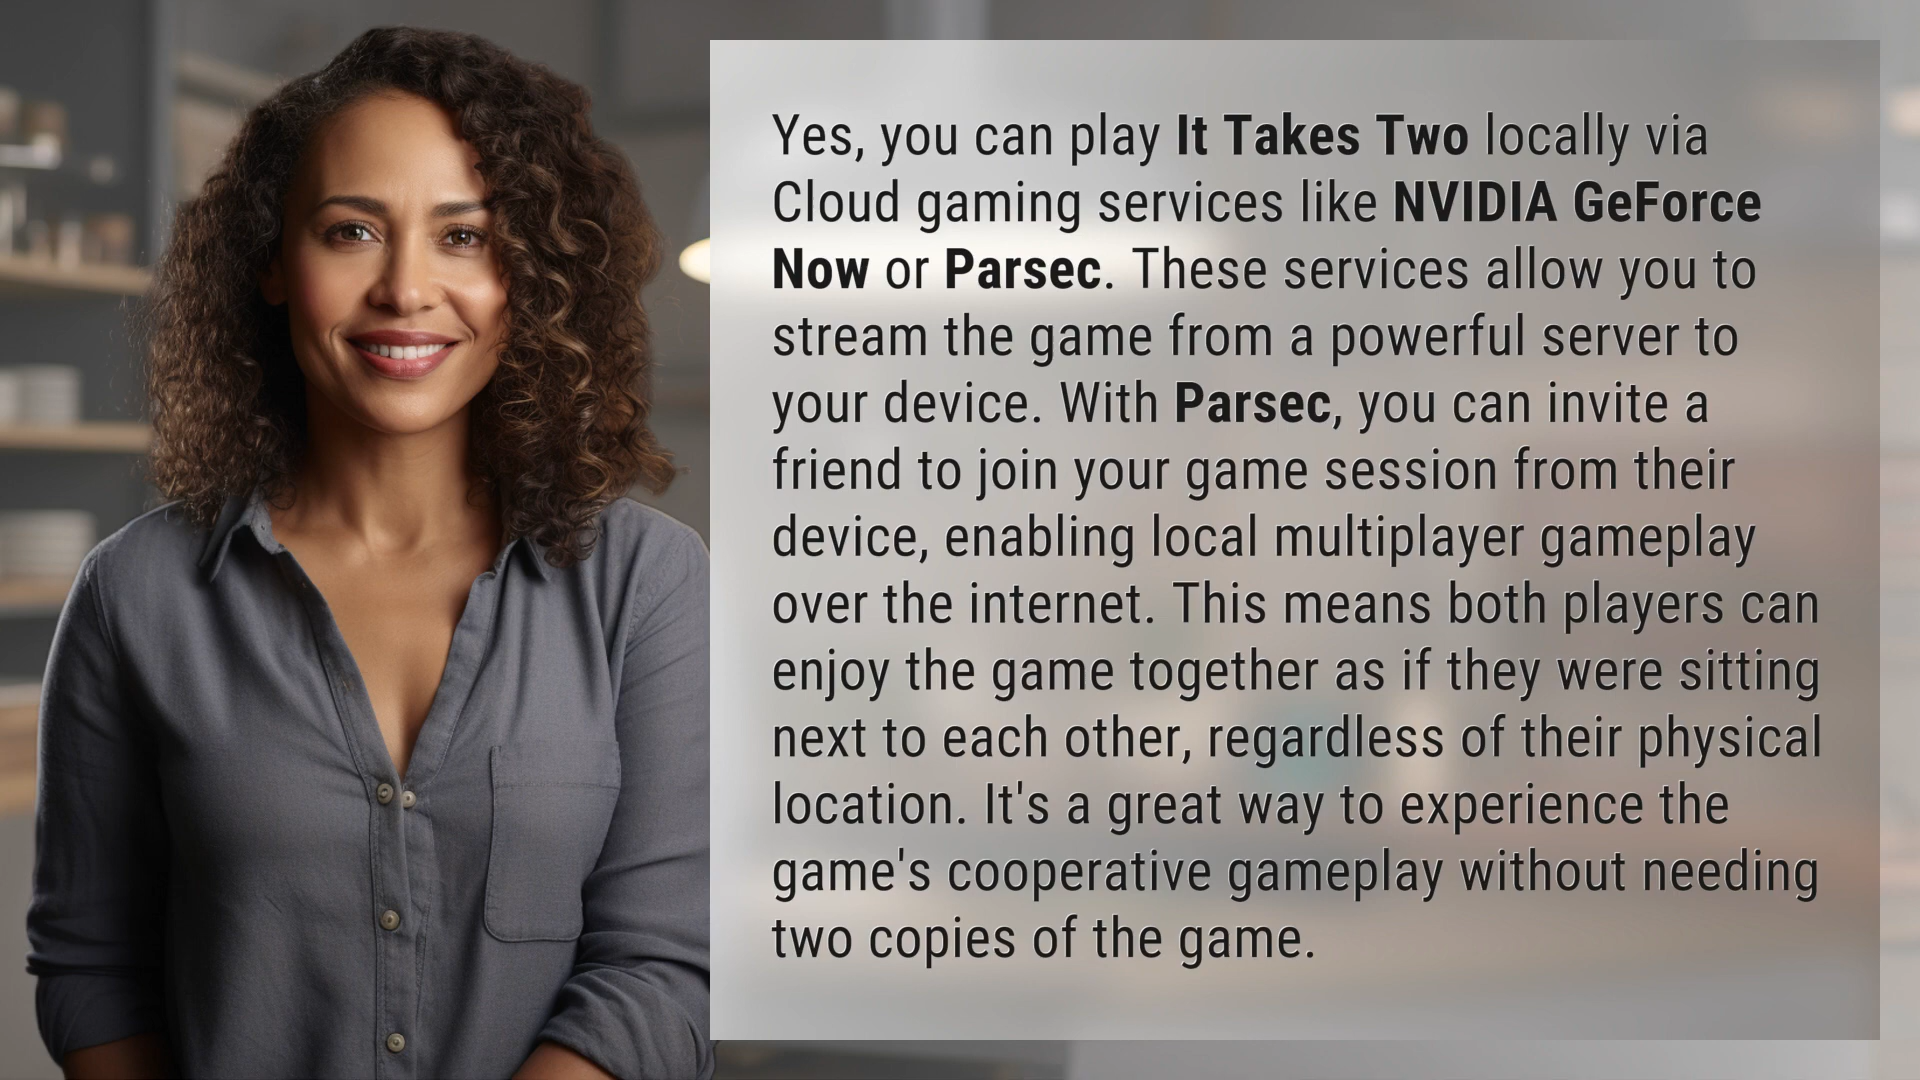 Yes, you can play It Takes Two locally via
Cloud gaming services like NVIDIA GeForce
Now or Parsec. These services allow you to
stream the game from a powerful server to
your device. With Parsec, you can invite a
friend to join your game session from their
device, enabling local multiplayer gameplay
over the internet. This means both players can
enjoy the game together as if they were sitting
next to each other, regardless of their physical
location. It's a great way to experience the
game's cooperative gameplay without needing
two copies of the game.